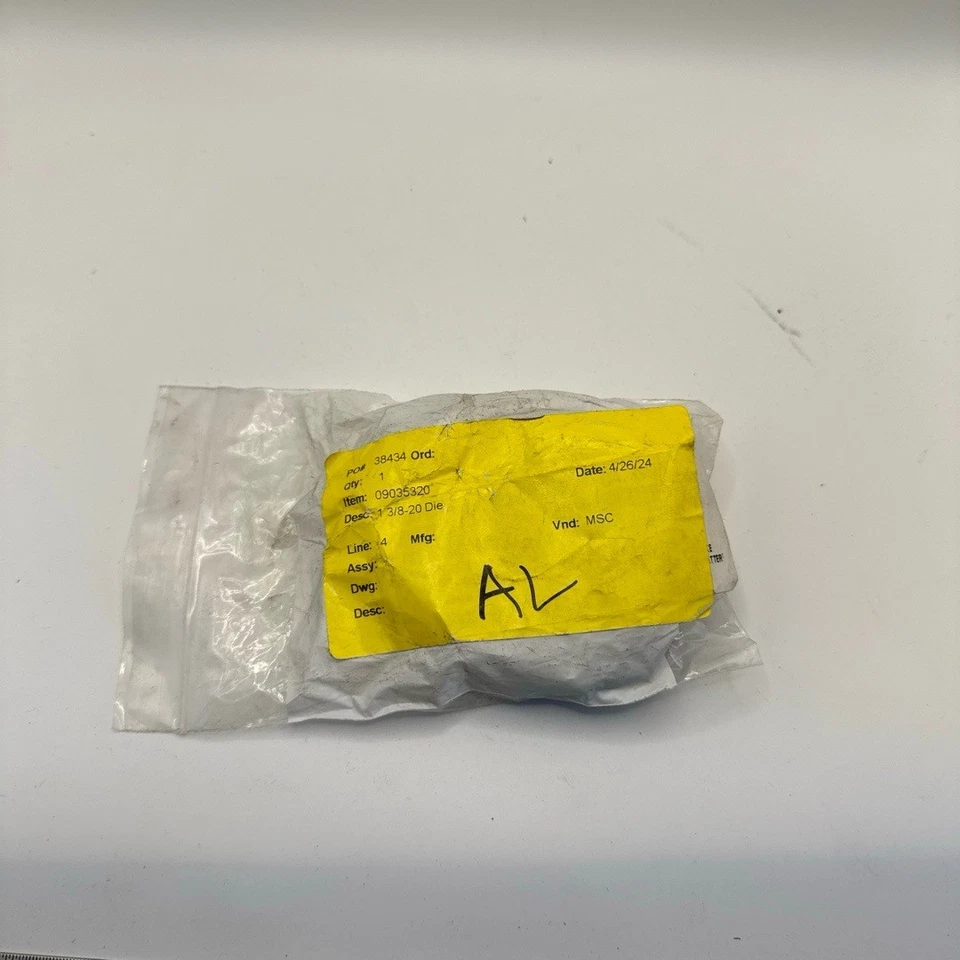 PO# 38434 Ord:
Qty: 1
Item: 09035320
Date: 4/26/24
Desc: 1 3/8-20 Die
Line: 4 Mfg:
Vnd: MSC
Assy:
Dwg:
Desc:
AL